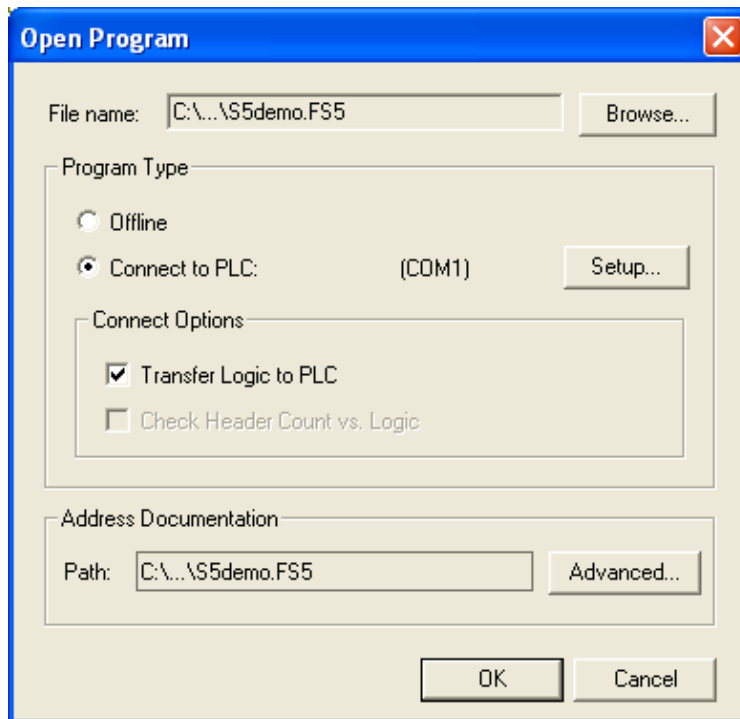 Open Program
File name: C:\...\S5demo.FS5 Browse...
Program Type
Offline
Connect to PLC: (COM1) Setup...
Connect Options
Transfer Logic to PLC
Check Header Count vs. Logic
Address Documentation
Path: C:\...\S5demo.FS5 Advanced...
OK Cancel